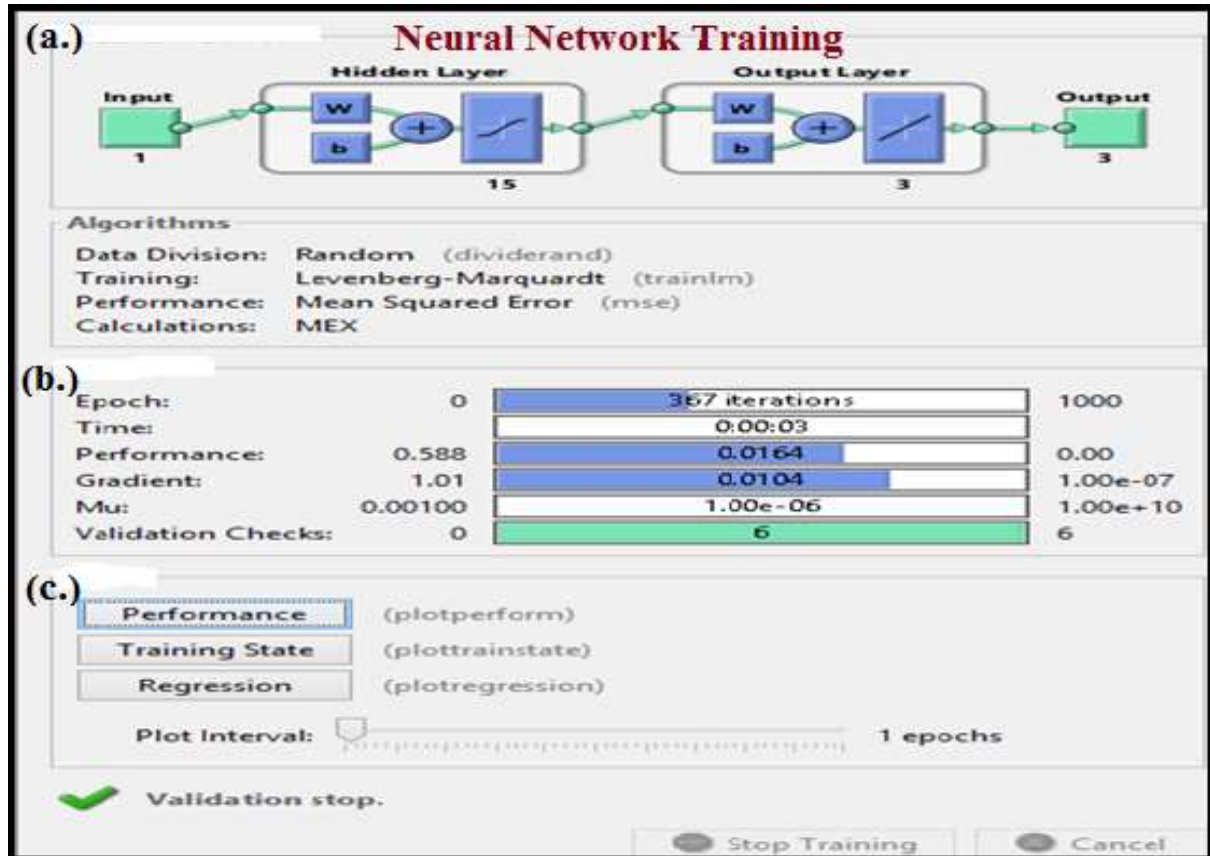 (a.) Neural Network Training
Hidden Layer Output Layer
Input Output
w w
+ +
b b
1 3
15 3
Algorithms
Data Division: Random (dividerand)
Training: Levenberg-Marquardt (trainlm)
Performance: Mean Squared Error (mse)
Calculations: MEX
(b.)
Epoch: 0 367 iterations 1000
Time: 0:00:03
Performance: 0.588 0.0164 0.00
Gradient: 1.01 0.0104 1.00e-07
Mu: 0.00100 1.00e-06 1.00e+10
Validation Checks: 0 6 6
(c.)
Performance (plotperform)
Training State (plottrainstate)
Regression (plotregression)
Plot Interval: 1 epochs
Validation stop.
Stop Training Cancel